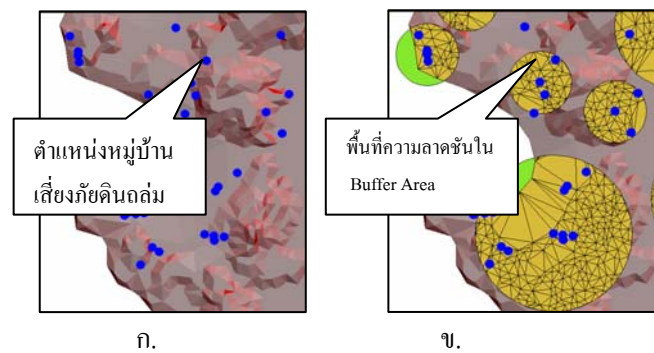 ตำแหน่งหมู่บ้าน
เสี่ยงภัยดินถล่ม
พื้นที่ความลาดชันใน
Buffer Area
ก.
ข.